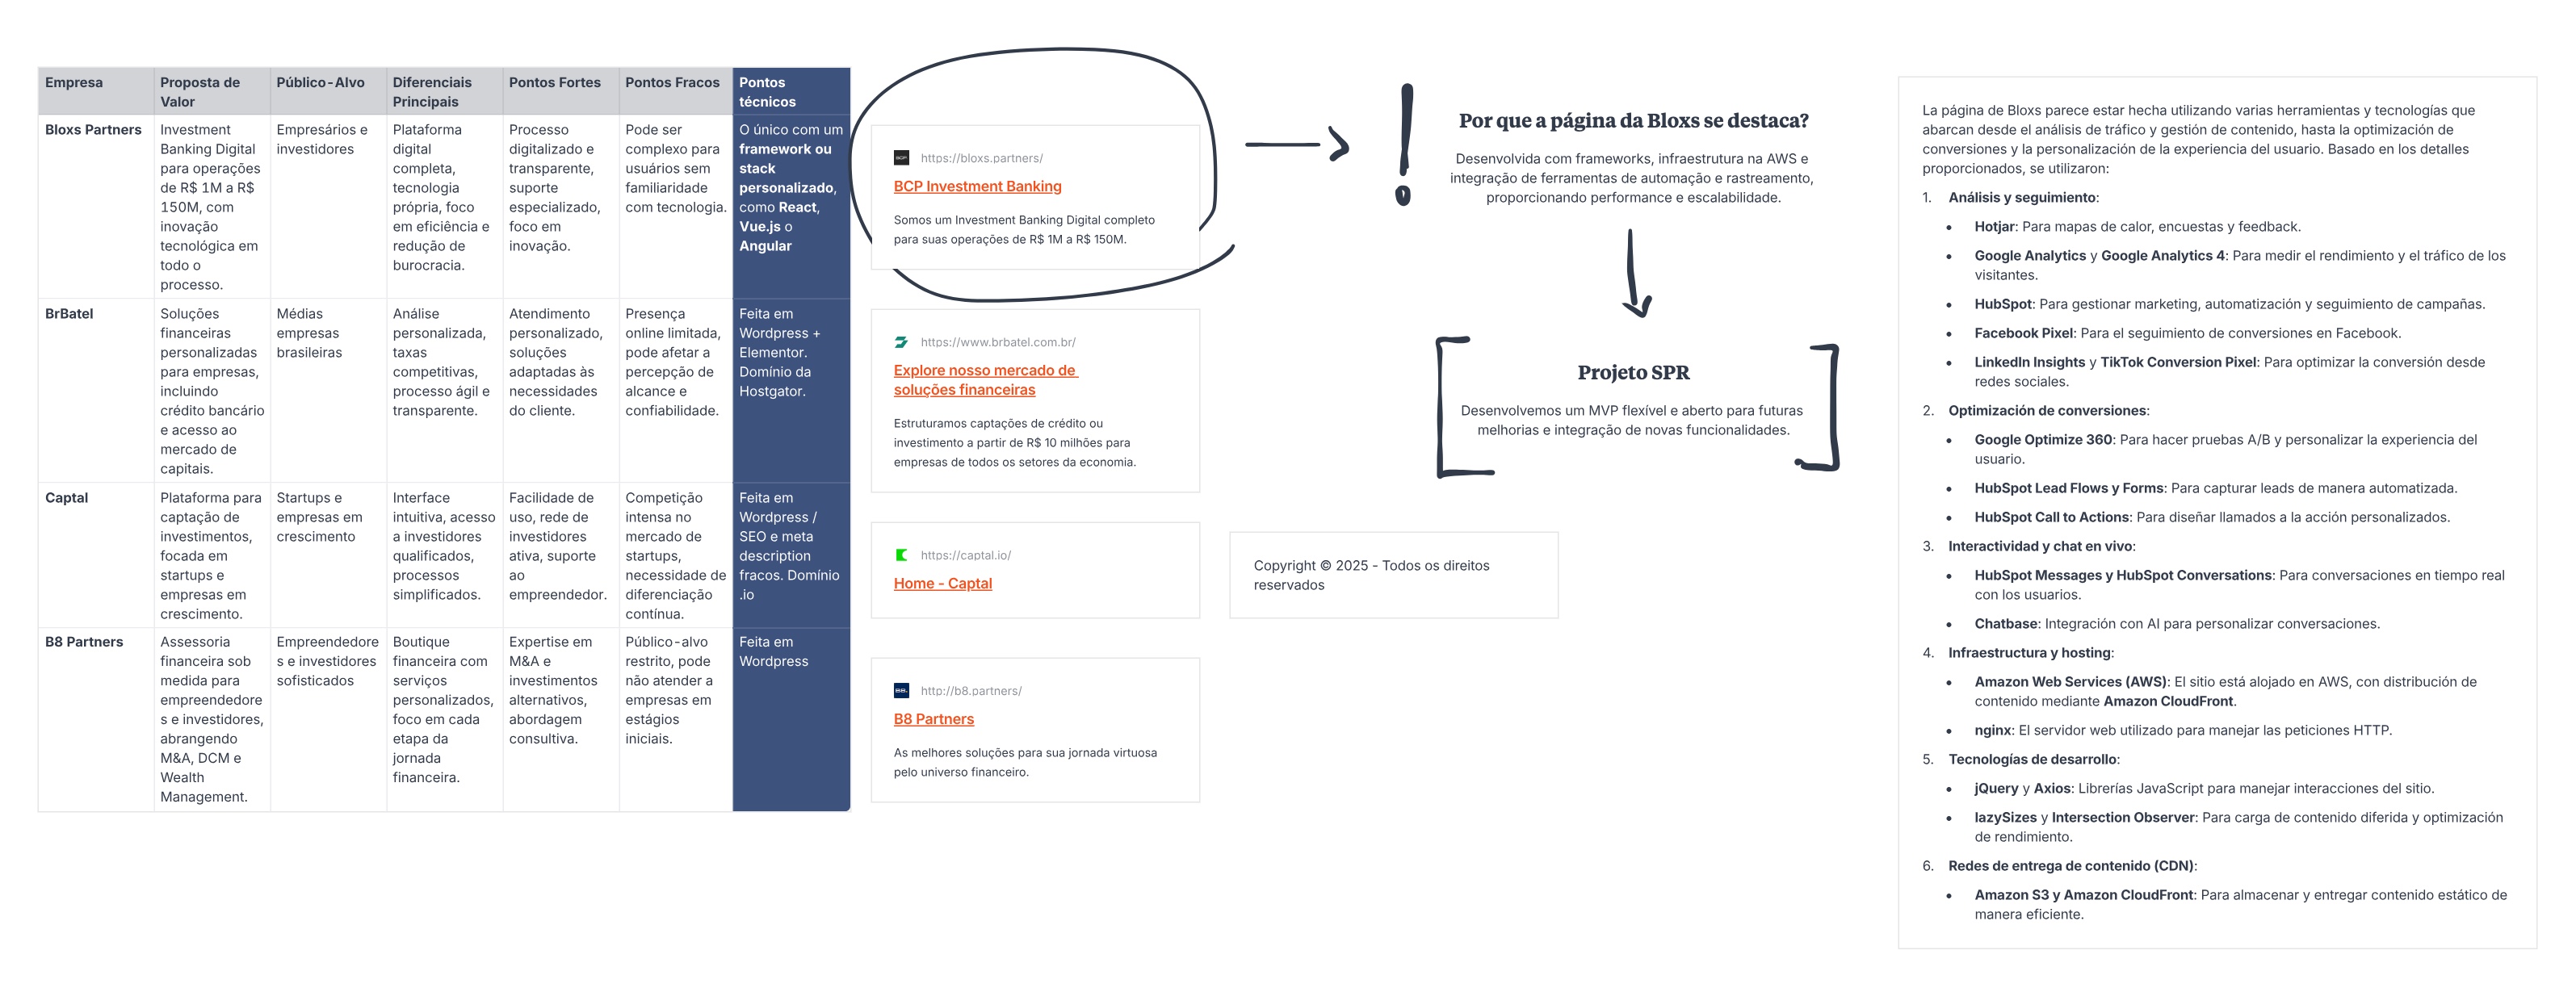 Empresa
Proposta de
Valor
Público-Alvo
Diferenciais
Principais
Pontos Fortes
Pontos Fracos
Pontos
técnicos
Bloxs Partners
Investment
Banking Digital
para operações
de R$ 1M a R$
150M, com
inovação
tecnológica em
todo o
processo.
Empresários e
investidores
Plataforma
digital
completa,
tecnologia
própria, foco
em eficiência e
redução de
burocracia.
Processo
digitalizado e
transparente,
suporte
especializado,
foco em
inovação.
Pode ser
complexo para
usuários sem
familiaridade
com tecnologia.
O único com um
framework ou
stack
personalizado,
como React,
Vue.js o
Angular
BrBatel
Soluções
financeiras
personalizadas
para empresas,
incluindo
crédito bancário
e acesso ao
mercado de
capitais.
Médias
empresas
brasileiras
Análise
personalizada,
taxas
competitivas,
processo ágil e
transparente.
Atendimento
personalizado,
soluções
adaptadas às
necessidades
do cliente.
Presença
online limitada,
pode afetar a
percepção de
alcance e
confiabilidade.
Feita em
Wordpress +
Elementor.
Domínio da
Hostgator.
Captal
Plataforma para
captação de
investimentos,
focada em
startups e
empresas em
crescimento.
Startups e
empresas em
crescimento
Interface
intuitiva, acesso
a investidores
qualificados,
processos
simplificados.
Facilidade de
uso, rede de
investidores
ativa, suporte
ao
empreendedor.
Competição
intensa no
mercado de
startups,
necessidade de
diferenciação
contínua.
Feita em
Wordpress /
SEO e meta
description
fracos. Domínio
.io
B8 Partners
Assessoria
financeira sob
medida para
empreendedore
s e investidores,
abrangendo
M&A, DCM e
Wealth
Management.
Empreendedore
s e investidores
sofisticados
Boutique
financeira com
serviços
personalizados,
foco em cada
etapa da
jornada
financeira.
Expertise em
M&A e
investimentos
alternativos,
abordagem
consultiva.
Público-alvo
restrito, pode
não atender a
empresas em
estágios
iniciais.
Feita em
Wordpress
BCP
https://bloxs.partners/
BCP Investment Banking
Somos um Investment Banking Digital completo
para suas operações de R$ 1M a R$ 150M.
https://www.brbatel.com.br/
Explore nosso mercado de
soluções financeiras
Estruturamos captações de crédito ou
investimento a partir de R$ 10 milhões para
empresas de todos os setores da economia.
https://captal.io/
Home - Captal
Copyright © 2025 - Todos os direitos
reservados
B8.
http://b8.partners/
B8 Partners
As melhores soluções para sua jornada virtuosa
pelo universo financeiro.
!
Por que a página da Bloxs se destaca?
Desenvolvida com frameworks, infraestrutura na AWS e
integração de ferramentas de automação e rastreamento,
proporcionando performance e escalabilidade.
Projeto SPR
Desenvolvemos um MVP flexível e aberto para futuras
melhorias e integração de novas funcionalidades.
La página de Bloxs parece estar hecha utilizando varias herramientas y tecnologías que
abarcan desde el análisis de tráfico y gestión de contenido, hasta la optimización de
conversiones y la personalización de la experiencia del usuario. Basado en los detalles
proporcionados, se utilizaron:
1. Análisis y seguimiento:
• Hotjar: Para mapas de calor, encuestas y feedback.
• Google Analytics y Google Analytics 4: Para medir el rendimiento y el tráfico de los
visitantes.
• HubSpot: Para gestionar marketing, automatización y seguimiento de campañas.
• Facebook Pixel: Para el seguimiento de conversiones en Facebook.
• LinkedIn Insights y TikTok Conversion Pixel: Para optimizar la conversión desde
redes sociales.
2. Optimización de conversiones:
• Google Optimize 360: Para hacer pruebas A/B y personalizar la experiencia del
usuario.
• HubSpot Lead Flows y Forms: Para capturar leads de manera automatizada.
• HubSpot Call to Actions: Para diseñar llamados a la acción personalizados.
3. Interactividad y chat en vivo:
• HubSpot Messages y HubSpot Conversations: Para conversaciones en tiempo real
con los usuarios.
• Chatbase: Integración con AI para personalizar conversaciones.
4. Infraestructura y hosting:
• Amazon Web Services (AWS): El sitio está alojado en AWS, con distribución de
contenido mediante Amazon CloudFront.
• nginx: El servidor web utilizado para manejar las peticiones HTTP.
5. Tecnologías de desarrollo:
• jQuery y Axios: Librerías JavaScript para manejar interacciones del sitio.
• lazySizes y Intersection Observer: Para carga de contenido diferida y optimización
de rendimiento.
6. Redes de entrega de contenido (CDN):
• Amazon S3 y Amazon CloudFront: Para almacenar y entregar contenido estático de
manera eficiente.